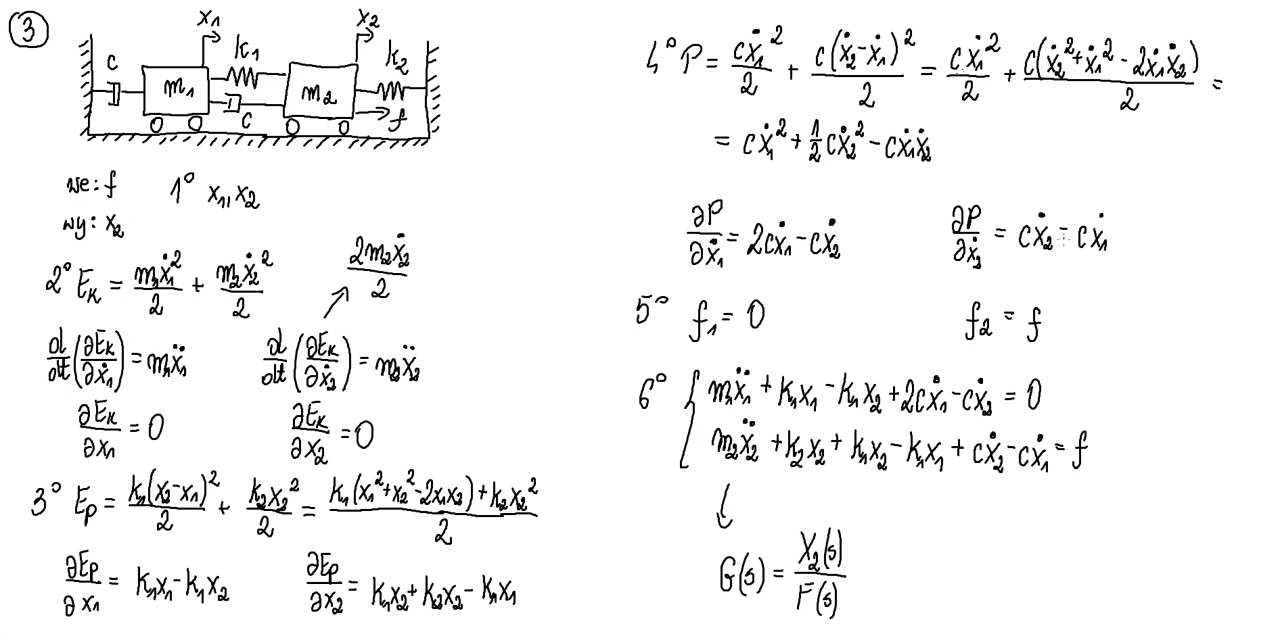 3
x₁ x₂
c k₁ k₂
m₁ m₂
c f
we: f 1° x₁, x₂
wy: x₂
2° Eₖ = m₁ẋ₁²/2 + m₂ẋ₂²/2
2m₂ẋ₂/2
d/dt(∂Eₖ/∂ẋ₁) = m₁ẍ₁ d/dt(∂Eₖ/∂ẋ₂) = m₂ẍ₂
∂Eₖ/∂x₁ = 0 ∂Eₖ/∂x₂ = 0
3° Eₚ = k₁(x₂-x₁)²/2 + k₂x₂²/2 = (k₁(x₁²+x₂²-2x₁x₂)+k₂x₂²)/2
∂Eₚ/∂x₁ = k₁x₁-k₁x₂ ∂Eₚ/∂x₂ = k₁x₂+k₂x₂-k₁x₁
4° P = cẋ₁²/2 + c(ẋ₂-ẋ₁)²/2 = cẋ₁²/2 + c(ẋ₂²+ẋ₁²-2ẋ₁ẋ₂)/2 =
= cẋ₁² + 1/2cẋ₂² - cẋ₁ẋ₂
∂P/∂ẋ₁ = 2cẋ₁-cẋ₂ ∂P/∂ẋ₂ = cẋ₂-cẋ₁
5° f₁ = 0 f₂ = f
6° { m₁ẍ₁ + k₁x₁ - k₁x₂ + 2cẋ₁ - cẋ₂ = 0
m₂ẍ₂ + k₂x₂ + k₁x₂ - k₁x₁ + cẋ₂ - cẋ₁ = f
G(s) = X₂(s)/F(s)